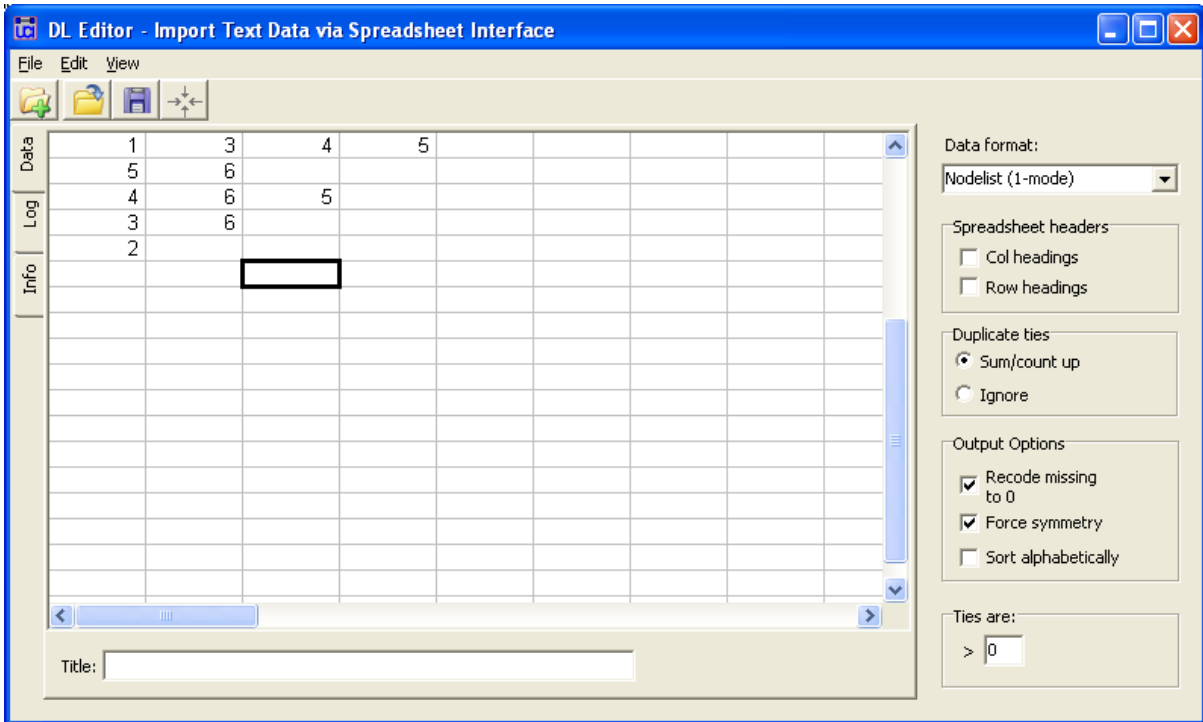 DL Editor - Import Text Data via Spreadsheet Interface
File Edit View
Data
Log
Info
1 3 4 5
5 6
4 6 5
3 6
2
Title:
Data format:
Nodelist (1-mode)
Spreadsheet headers
Col headings
Row headings
Duplicate ties
Sum/count up
Ignore
Output Options
Recode missing
to 0
Force symmetry
Sort alphabetically
Ties are:
> 0